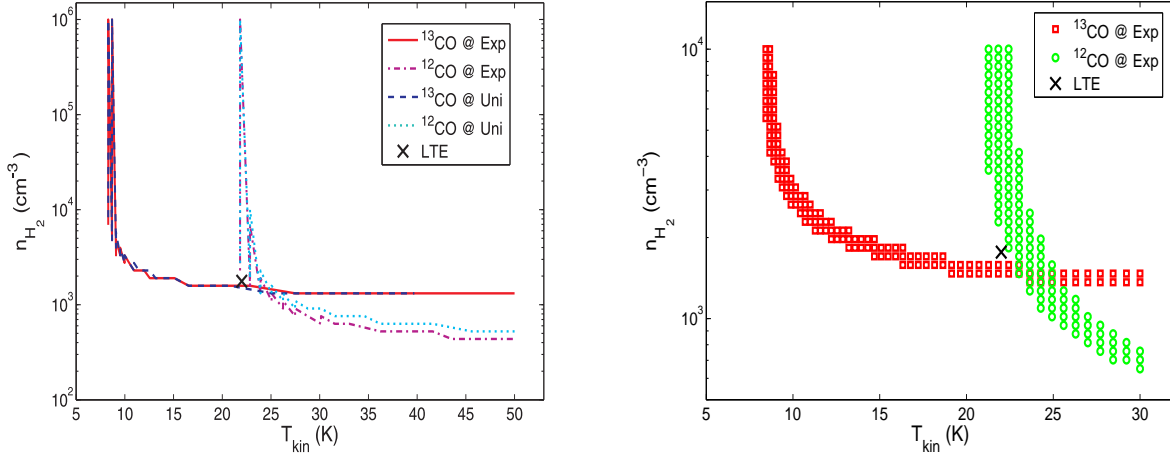 10^6
10^5
10^4
10^3
10^2
n_H_2 (cm^-3)
5 10 15 20 25 30 35 40 45 50
T_kin (K)
^13CO @ Exp
^12CO @ Exp
^13CO @ Uni
^12CO @ Uni
LTE
10^4
10^3
n_H_2 (cm^-3)
5 10 15 20 25 30
T_kin (K)
^13CO @ Exp
^12CO @ Exp
LTE